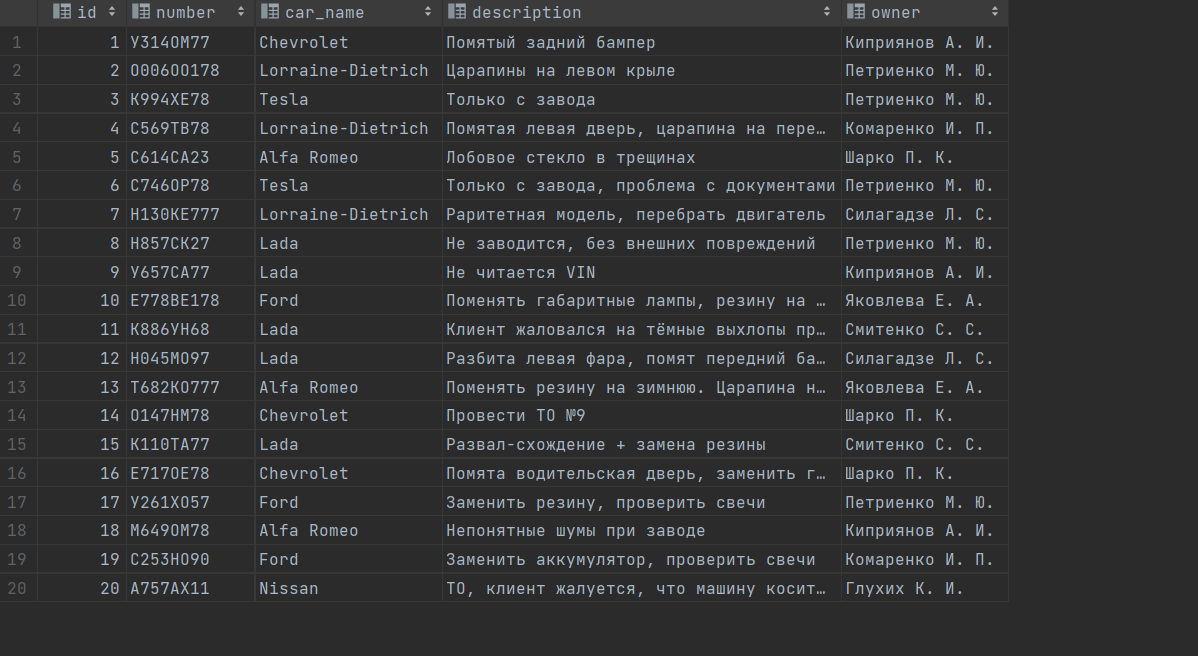 id number car_name description owner
1 1 У314ОМ77 Chevrolet Помятый задний бампер Киприянов А. И.
2 2 О006ОО178 Lorraine-Dietrich Царапины на левом крыле Петриенко М. Ю.
3 3 К994ХЕ78 Tesla Только с завода Петриенко М. Ю.
4 4 С569ТВ78 Lorraine-Dietrich Помятая левая дверь, царапина на пере… Комаренко И. П.
5 5 С614СА23 Alfa Romeo Лобовое стекло в трещинах Шарко П. К.
6 6 С746ОР78 Tesla Только с завода, проблема с документами Петриенко М. Ю.
7 7 Н130КЕ777 Lorraine-Dietrich Раритетная модель, перебрать двигатель Силагадзе Л. С.
8 8 Н857СК27 Lada Не заводится, без внешних повреждений Петриенко М. Ю.
9 9 У657СА77 Lada Не читается VIN Киприянов А. И.
10 10 Е778ВЕ178 Ford Поменять габаритные лампы, резину на … Яковлева Е. А.
11 11 К886УН68 Lada Клиент жаловался на тёмные выхлопы пр… Смитенко С. С.
12 12 Н045МО97 Lada Разбита левая фара, помят передний ба… Силагадзе Л. С.
13 13 Т682КО777 Alfa Romeo Поменять резину на зимнюю. Царапина н… Яковлева Е. А.
14 14 О147НМ78 Chevrolet Провести ТО №9 Шарко П. К.
15 15 К110ТА77 Lada Развал-схождение + замена резины Смитенко С. С.
16 16 Е717ОЕ78 Chevrolet Помята водительская дверь, заменить г… Шарко П. К.
17 17 У261ХО57 Ford Заменить резину, проверить свечи Петриенко М. Ю.
18 18 М649ОМ78 Alfa Romeo Непонятные шумы при заводе Киприянов А. И.
19 19 С253НО90 Ford Заменить аккумулятор, проверить свечи Комаренко И. П.
20 20 А757АХ11 Nissan ТО, клиент жалуется, что машину косит… Глухих К. И.